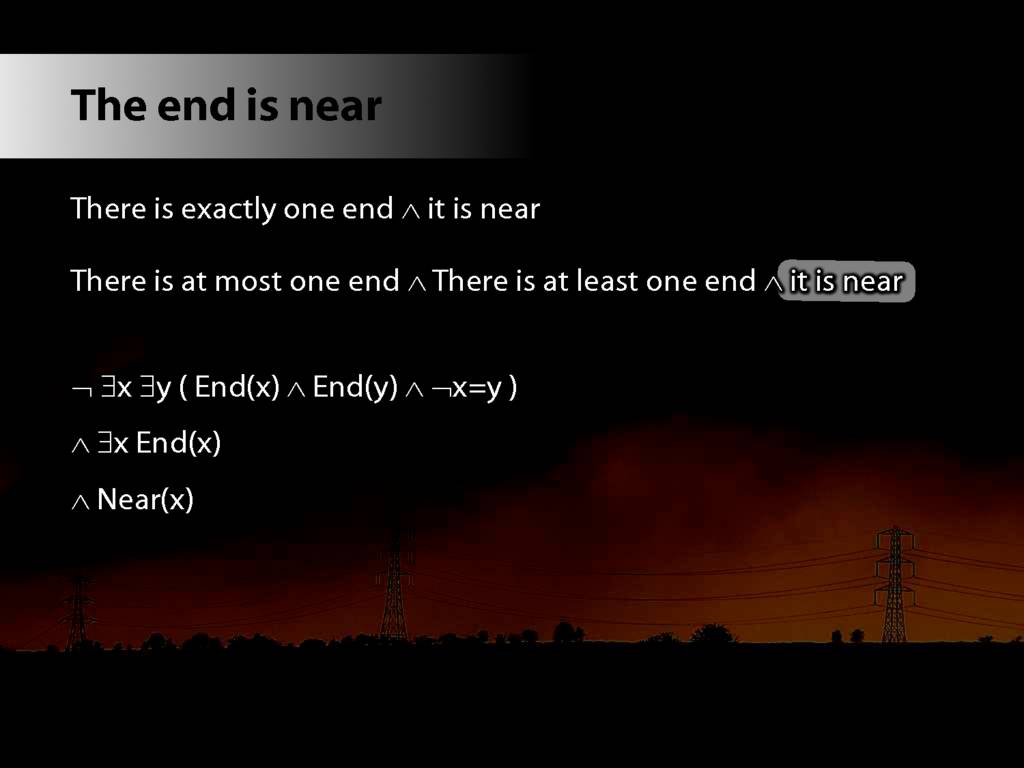 The end is near
There is exactly one end ∧ it is near
There is at most one end ∧ There is at least one end ∧ it is near
¬ ∃x ∃y ( End(x) ∧ End(y) ∧ ¬x=y )
∧ ∃x End(x)
∧ Near(x)